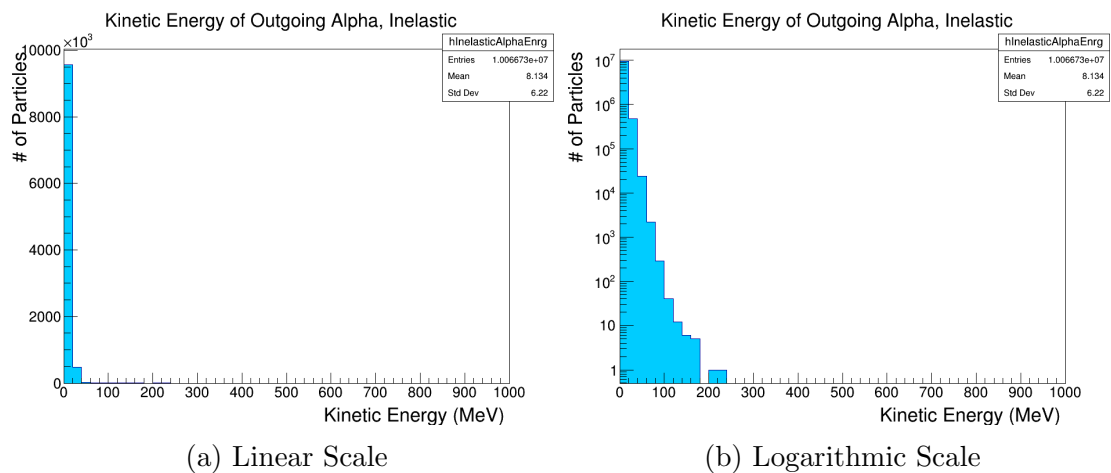 Kinetic Energy of Outgoing Alpha, Inelastic
×10³
hInelasticAlphaEnrg
Entries 1.006673e+07
Mean 8.134
Std Dev 6.22
# of Particles
10000
8000
6000
4000
2000
0
0 100 200 300 400 500 600 700 800 900 1000
Kinetic Energy (MeV)
(a) Linear Scale
Kinetic Energy of Outgoing Alpha, Inelastic
hInelasticAlphaEnrg
Entries 1.006673e+07
Mean 8.134
Std Dev 6.22
# of Particles
10⁷
10⁶
10⁵
10⁴
10³
10²
10
1
0 100 200 300 400 500 600 700 800 900 1000
Kinetic Energy (MeV)
(b) Logarithmic Scale